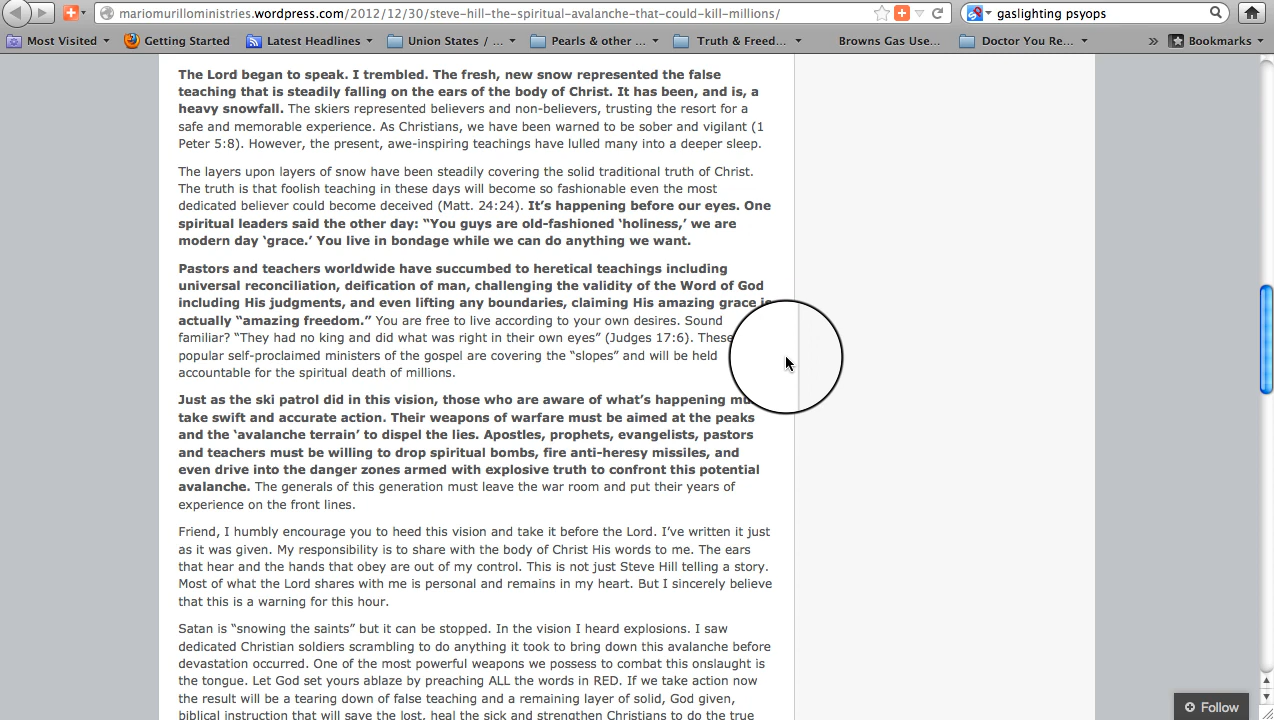 mariomurilloministries.wordpress.com/2012/12/30/steve-hill-the-spiritual-avalanche-that-could-kill-millions/
gaslighting psyops
Most Visited
Getting Started
Latest Headlines
Union States / ...
Pearls & other ...
Truth & Freed...
Browns Gas Use...
Doctor You Re...
»
Bookmarks
The Lord began to speak. I trembled. The fresh, new snow represented the false
teaching that is steadily falling on the ears of the body of Christ. It has been, and is, a
heavy snowfall. The skiers represented believers and non-believers, trusting the resort for a
safe and memorable experience. As Christians, we have been warned to be sober and vigilant (1
Peter 5:8). However, the present, awe-inspiring teachings have lulled many into a deeper sleep.
The layers upon layers of snow have been steadily covering the solid traditional truth of Christ.
The truth is that foolish teaching in these days will become so fashionable even the most
dedicated believer could become deceived (Matt. 24:24). It’s happening before our eyes. One
spiritual leaders said the other day: “You guys are old-fashioned ‘holiness,’ we are
modern day ‘grace.’ You live in bondage while we can do anything we want.
Pastors and teachers worldwide have succumbed to heretical teachings including
universal reconciliation, deification of man, challenging the validity of the Word of God
including His judgments, and even lifting any boundaries, claiming His amazing grace is
actually “amazing freedom.” You are free to live according to your own desires. Sound
familiar? “They had no king and did what was right in their own eyes” (Judges 17:6). These
popular self-proclaimed ministers of the gospel are covering the “slopes” and will be held
accountable for the spiritual death of millions.
Just as the ski patrol did in this vision, those who are aware of what’s happening
take swift and accurate action. Their weapons of warfare must be aimed at the peaks
and the ‘avalanche terrain’ to dispel the lies. Apostles, prophets, evangelists, pastors
and teachers must be willing to drop spiritual bombs, fire anti-heresy missiles, and
even drive into the danger zones armed with explosive truth to confront this potential
avalanche. The generals of this generation must leave the war room and put their years of
experience on the front lines.
Friend, I humbly encourage you to heed this vision and take it before the Lord. I’ve written it just
as it was given. My responsibility is to share with the body of Christ His words to me. The ears
that hear and the hands that obey are out of my control. This is not just Steve Hill telling a story.
Most of what the Lord shares with me is personal and remains in my heart. But I sincerely believe
that this is a warning for this hour.
Satan is “snowing the saints” but it can be stopped. In the vision I heard explosions. I saw
dedicated Christian soldiers scrambling to do anything it took to bring down this avalanche before
devastation occurred. One of the most powerful weapons we possess to combat this onslaught is
the tongue. Let God set yours ablaze by preaching ALL the words in RED. If we take action now
the result will be a tearing down of false teaching and a remaining layer of solid, God given,
biblical instruction that will save the lost, heal the sick and strengthen Christians to do the true
Follow